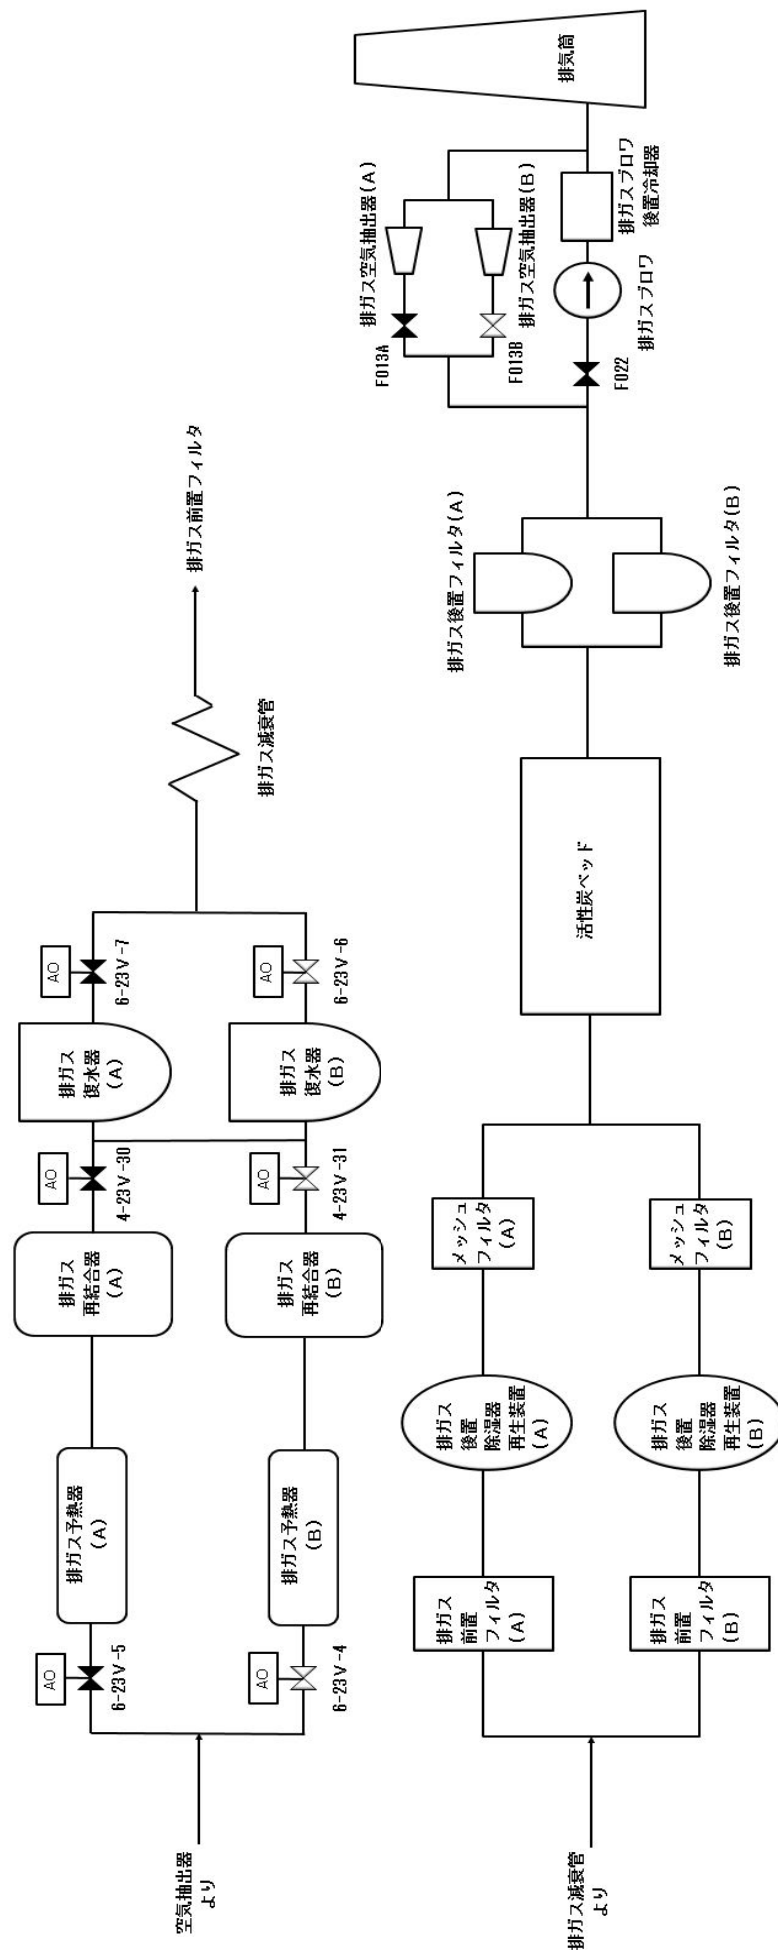 空気抽出器
より
AO
6-23V-5
排ガス予熱器
(A)
排ガス
再結合器
(A)
AO
4-23V-30
排ガス
復水器
(A)
AO
6-23V-7
AO
6-23V-4
排ガス予熱器
(B)
排ガス
再結合器
(B)
AO
4-23V-31
排ガス
復水器
(B)
AO
6-23V-6
排ガス減衰管
排ガス前置フィルタ
排ガス減衰管
より
排ガス
前置
フィルタ
(A)
排ガス
後置
除湿器
再生装置
(A)
メッシュ
フィルタ
(A)
排ガス
前置
フィルタ
(B)
排ガス
後置
除湿器
再生装置
(B)
メッシュ
フィルタ
(B)
活性炭ベッド
排ガス後置フィルタ(A)
排ガス後置フィルタ(B)
F013A
排ガス空気抽出器(A)
F013B
排ガス空気抽出器(B)
F022
排ガスブロワ
排ガスブロワ
後置冷却器
排気筒